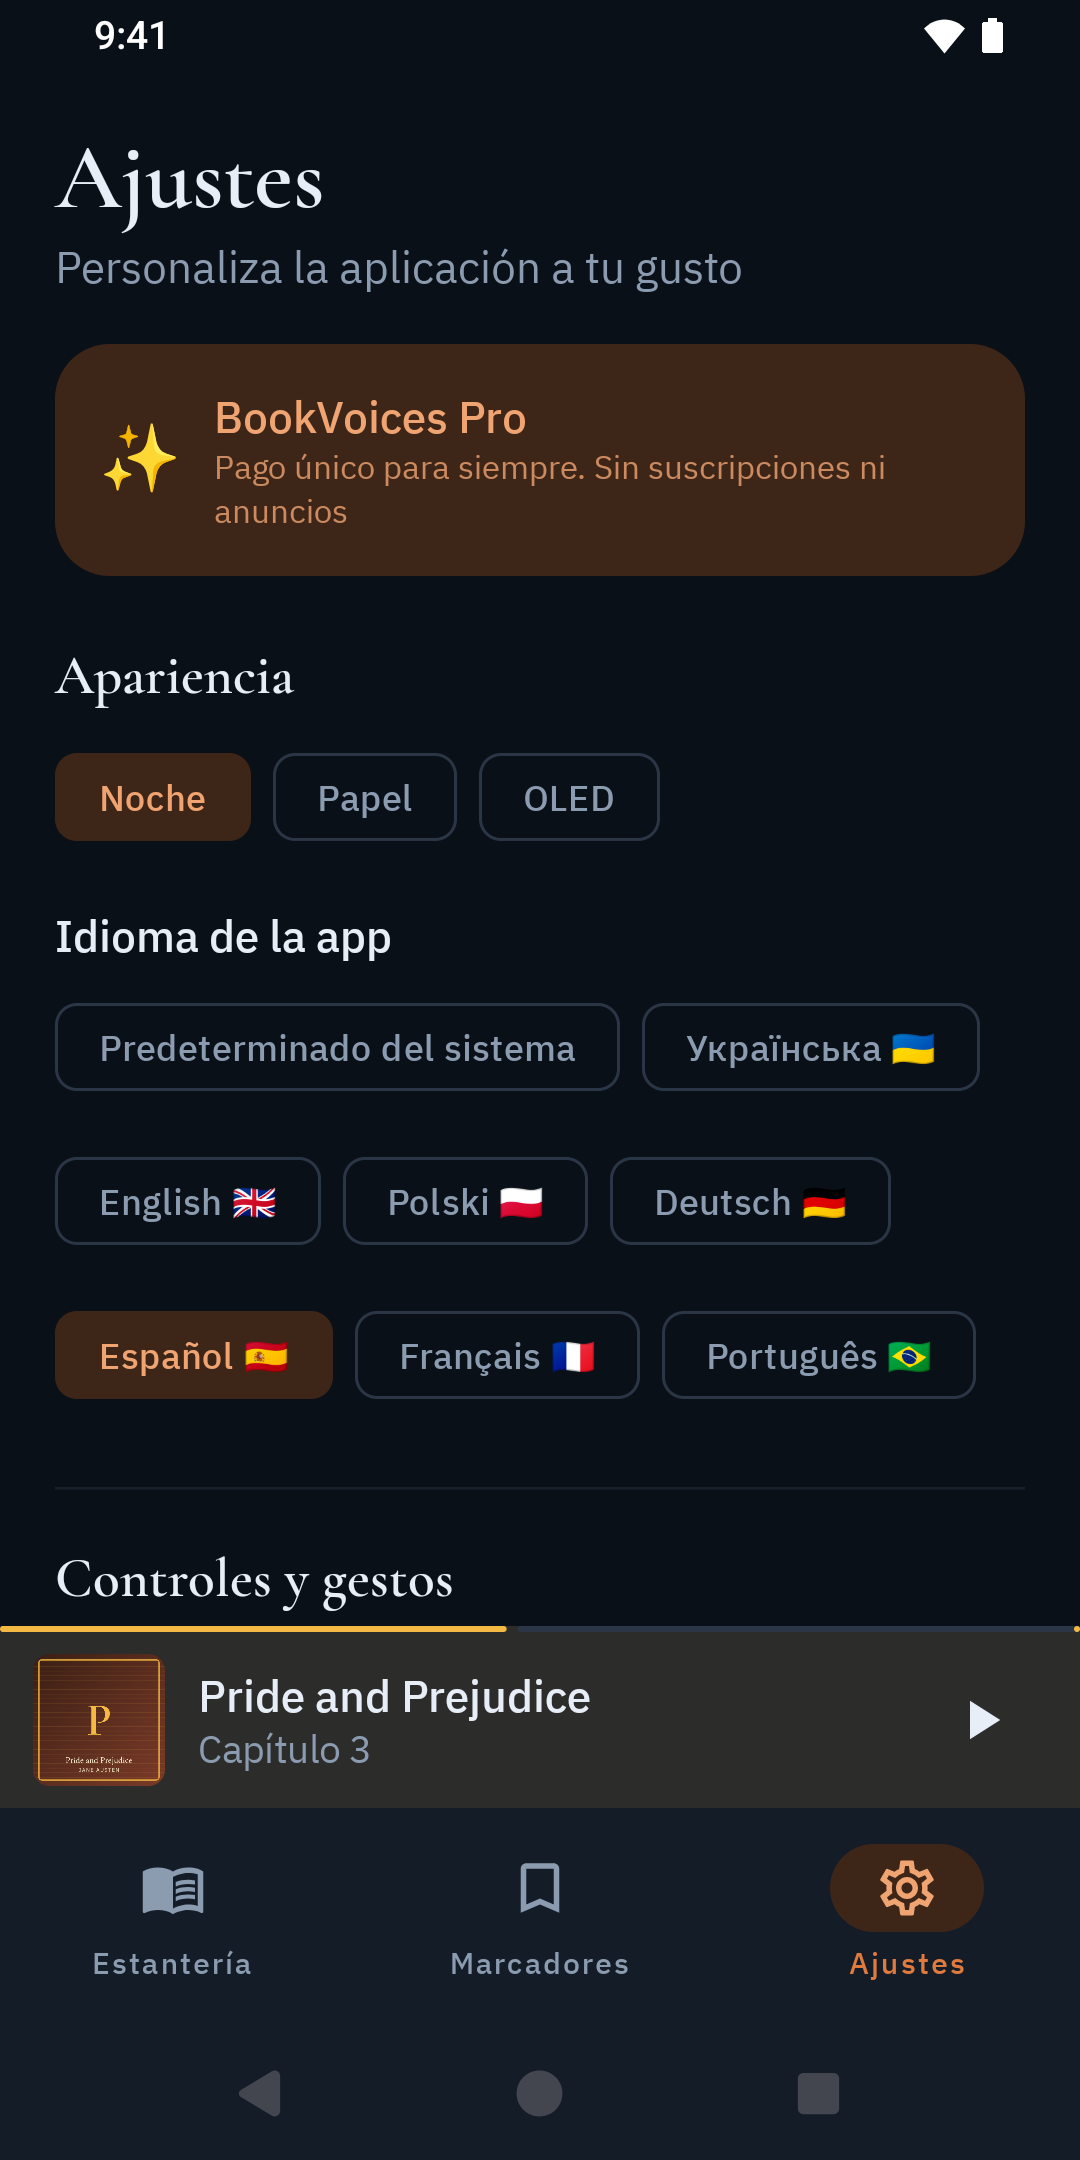 9:41
Ajustes
Personaliza la aplicación a tu gusto
BookVoices Pro
Pago único para siempre. Sin suscripciones ni
anuncios
Apariencia
Noche
Papel
OLED
Idioma de la app
Predeterminado del sistema
Українська 🇺🇦
English 🇬🇧
Polski 🇵🇱
Deutsch 🇩🇪
Español 🇪🇸
Français 🇫🇷
Português 🇧🇷
Controles y gestos
P
Pride and Prejudice
JANE AUSTEN
Pride and Prejudice
Capítulo 3
Estantería
Marcadores
Ajustes